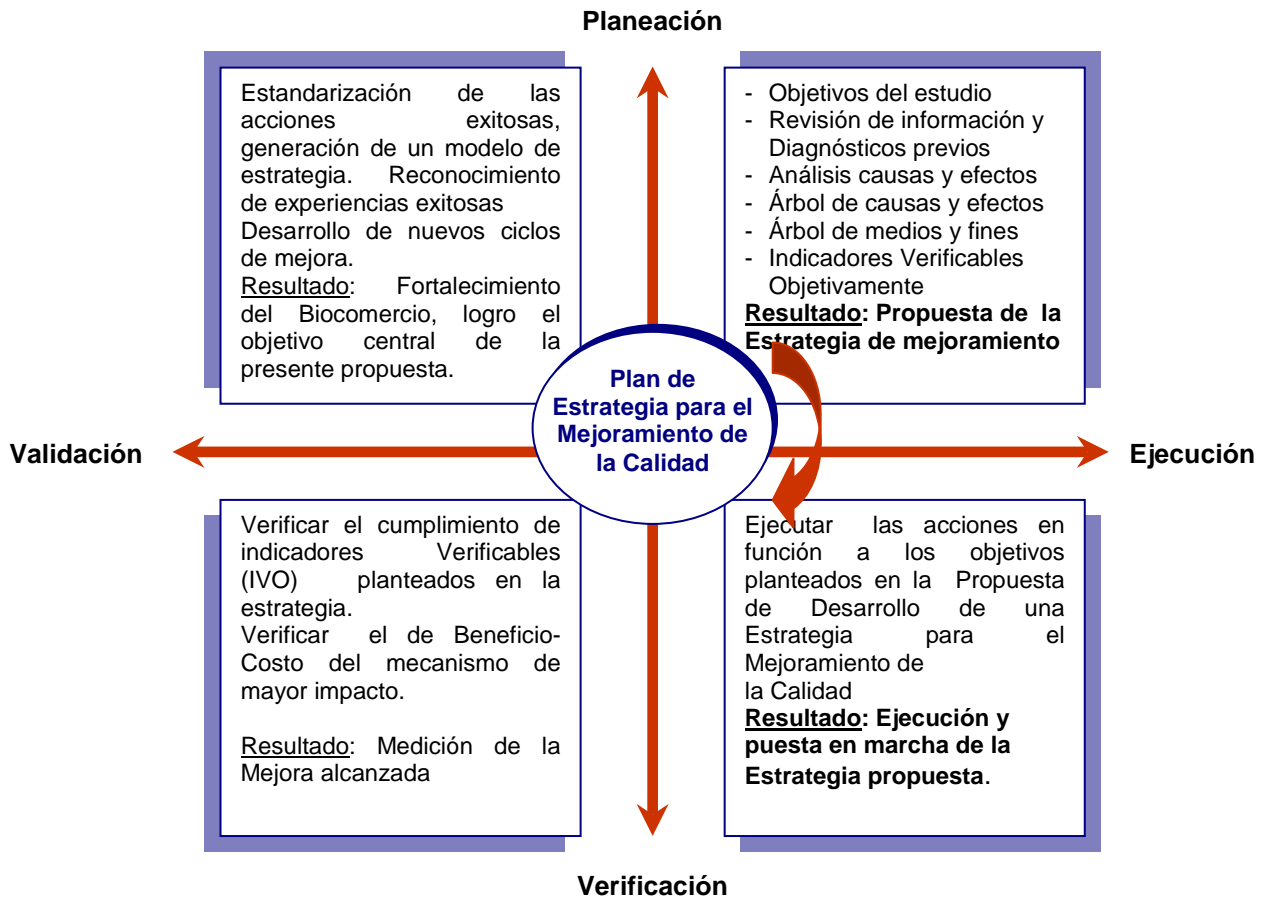 Planeación
Estandarización de las
acciones exitosas,
generación de un modelo de
estrategia. Reconocimiento
de experiencias exitosas
Desarrollo de nuevos ciclos
de mejora.
Resultado: Fortalecimiento
del Biocomercio, logro el
objetivo central de la
presente propuesta.
- Objetivos del estudio
- Revisión de información y
Diagnósticos previos
- Análisis causas y efectos
- Árbol de causas y efectos
- Árbol de medios y fines
- Indicadores Verificables
Objetivamente
Resultado: Propuesta de la
Estrategia de mejoramiento
Plan de
Estrategia para el
Mejoramiento de
la Calidad
Validación
Ejecución
Verificar el cumplimiento de
indicadores Verificables
(IVO) planteados en la
estrategia.
Verificar el de Beneficio-
Costo del mecanismo de
mayor impacto.
Resultado: Medición de la
Mejora alcanzada
Ejecutar las acciones en
función a los objetivos
planteados en la Propuesta
de Desarrollo de una
Estrategia para el
Mejoramiento de
la Calidad
Resultado: Ejecución y
puesta en marcha de la
Estrategia propuesta.
Verificación